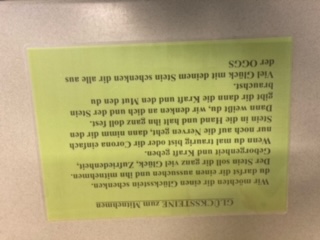 GLÜCKSSTEINE zum Mitnehmen
Wir möchten dir einen Glücksstein schenken,
du darfst dir einen aussuchen und ihn mitnehmen.
Der Stein soll dir ganz viel Glück, Zufriedenheit,
Geborgenheit und Kraft geben.
Wenn du mal traurig bist oder dir Corona einfach
nur noch auf die Nerven geht, dann nimm dir den
Stein in die Hand und halt ihn ganz doll fest.
Dann weißt du, wir denken an dich und der Stein
gibt dir dann die Kraft und den Mut den du
brauchst.
Viel Glück mit deinem Stein schenken dir alle aus
der OGGS